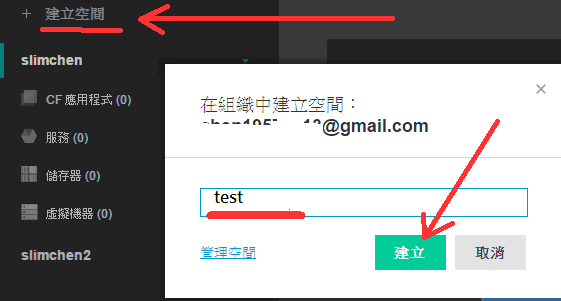 + 建立空間
slimchen
CF 應用程式 (0)
服務 (0)
儲存器 (0)
虛擬機器 (0)
slimchen2
×
在組織中建立空間：
@gmail.com
test
管理空間
建立
取消